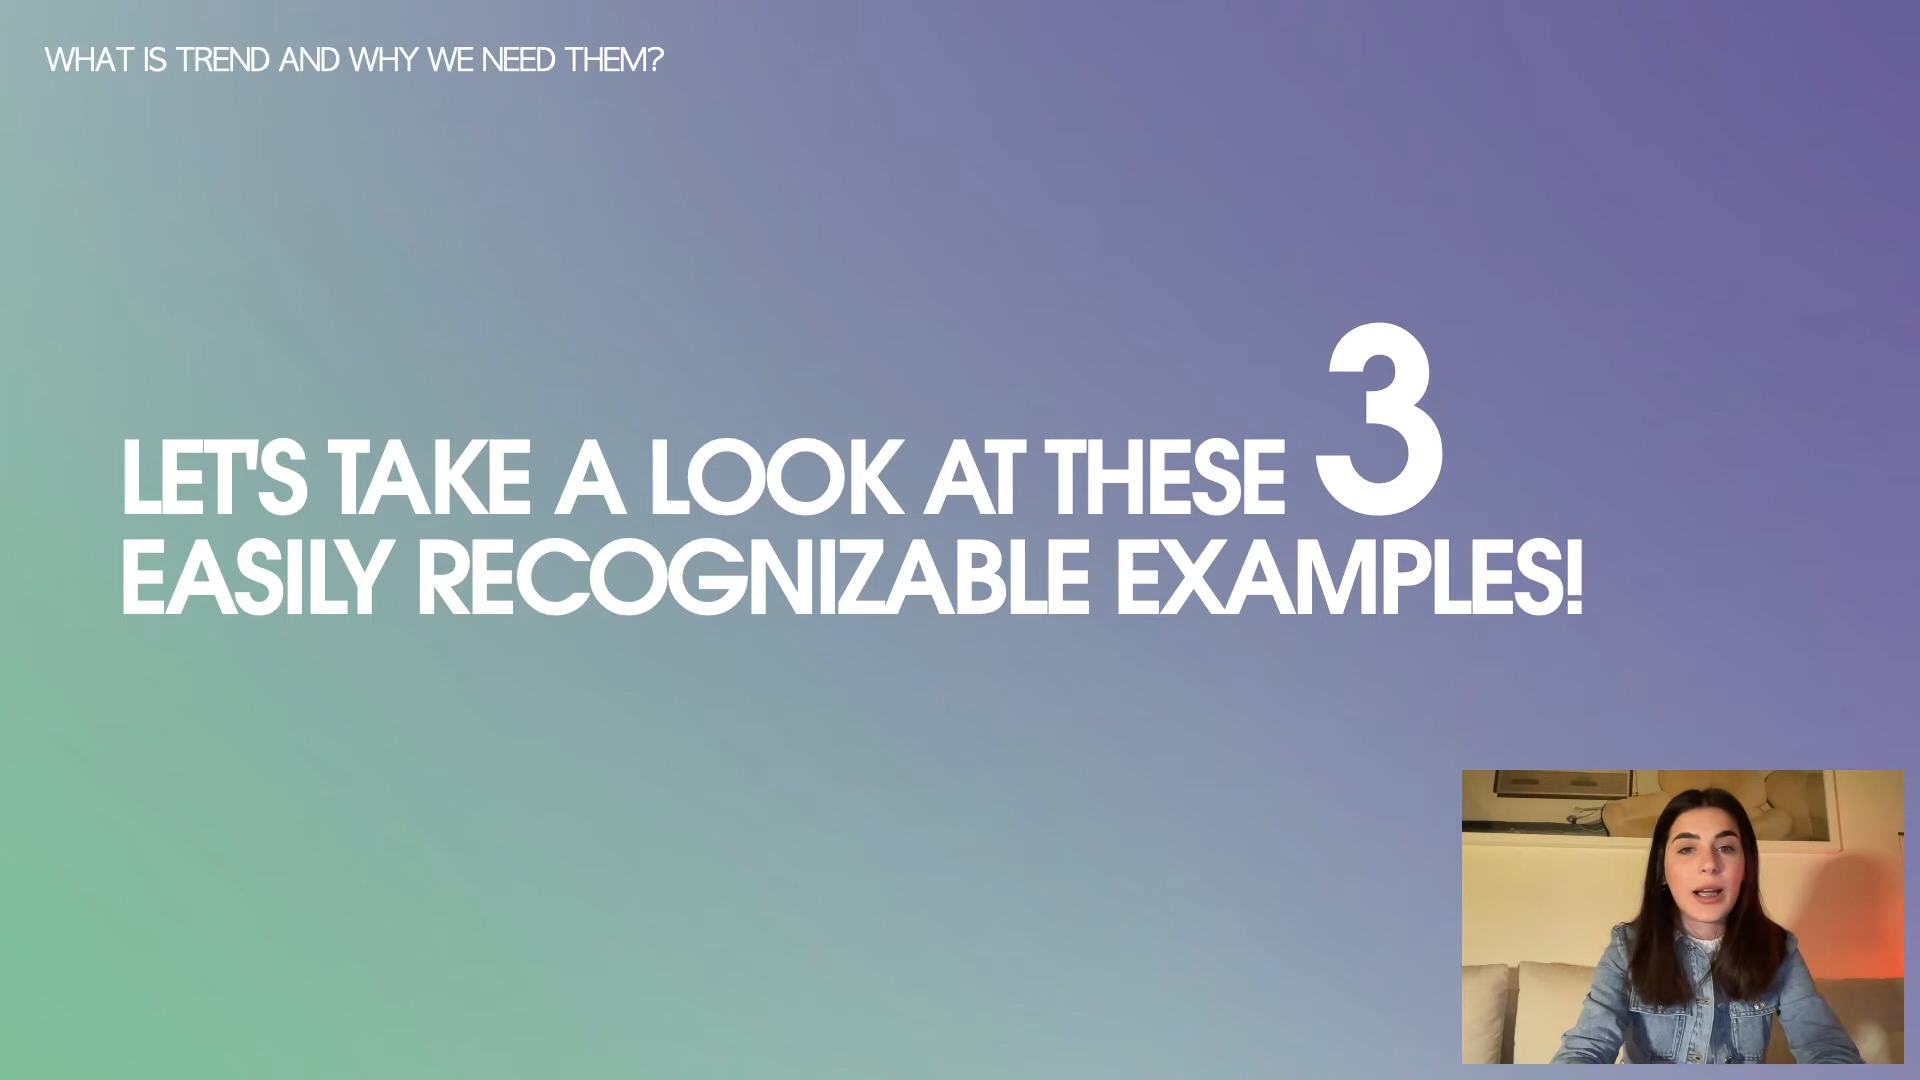 WHAT IS TREND AND WHY WE NEED THEM?
LET'S TAKE A LOOK AT THESE 3
EASILY RECOGNIZABLE EXAMPLES!